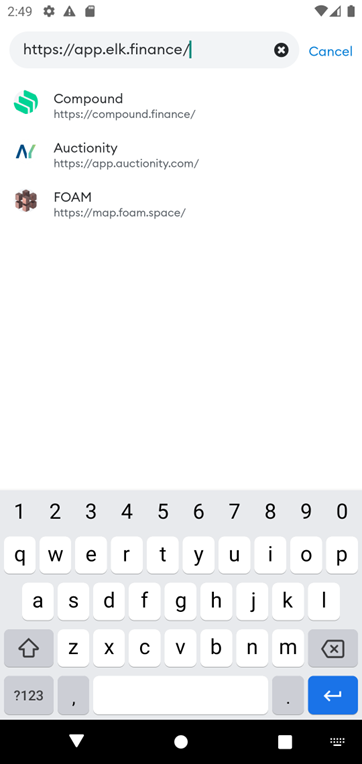 2:49
https://app.elk.finance/
Cancel
Compound
https://compound.finance/
Auctionity
https://app.auctionity.com/
FOAM
https://map.foam.space/
1 2 3 4 5 6 7 8 9 0
q w e r t y u i o p
a s d f g h j k l
z x c v b n m
?123 , .